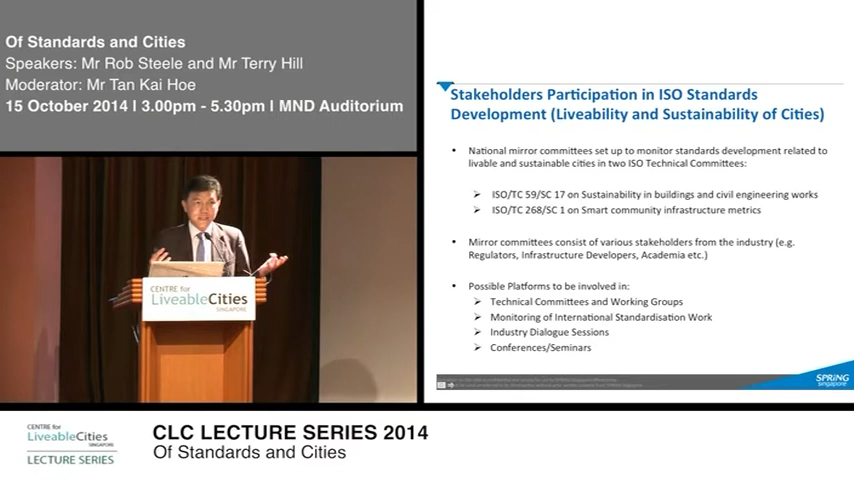 Of Standards and Cities
Speakers: Mr Rob Steele and Mr Terry Hill
Moderator: Mr Tan Kai Hoe
15 October 2014 I 3.00pm - 5.30pm I MND Auditorium
CENTRE for
LiveableCities
SINGAPORE
Stakeholders Participation in ISO Standards
Development (Liveability and Sustainability of Cities)
• National mirror committees set up to monitor standards development related to
livable and sustainable cities in two ISO Technical Committees:
➢ ISO/TC 59/SC 17 on Sustainability in buildings and civil engineering works
➢ ISO/TC 268/SC 1 on Smart community infrastructure metrics
• Mirror committees consist of various stakeholders from the industry (e.g.
Regulators, Infrastructure Developers, Academia etc.)
• Possible Platforms to be involved in:
➢ Technical Committees and Working Groups
➢ Monitoring of International Standardisation Work
➢ Industry Dialogue Sessions
➢ Conferences/Seminars
SPRING
singapore
CENTRE for
LiveableCities
SINGAPORE
LECTURE SERIES
CLC LECTURE SERIES 2014
Of Standards and Cities